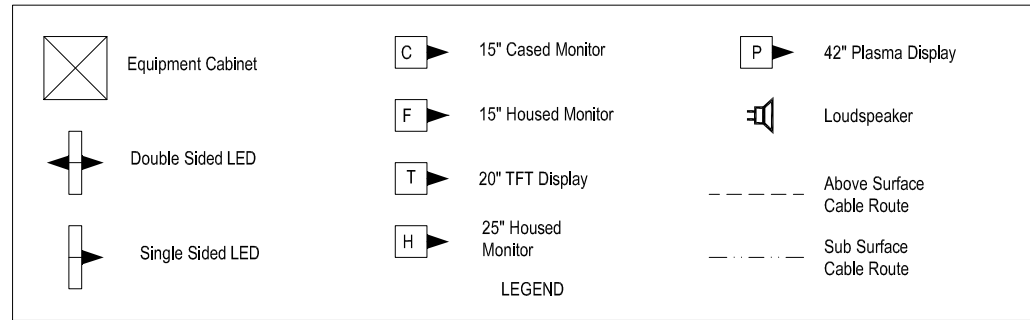 Equipment Cabinet
Double Sided LED
Single Sided LED
C
15" Cased Monitor
F
15" Housed Monitor
T
20" TFT Display
H
25" Housed
Monitor
P
42" Plasma Display
Loudspeaker
Above Surface
Cable Route
Sub Surface
Cable Route
LEGEND